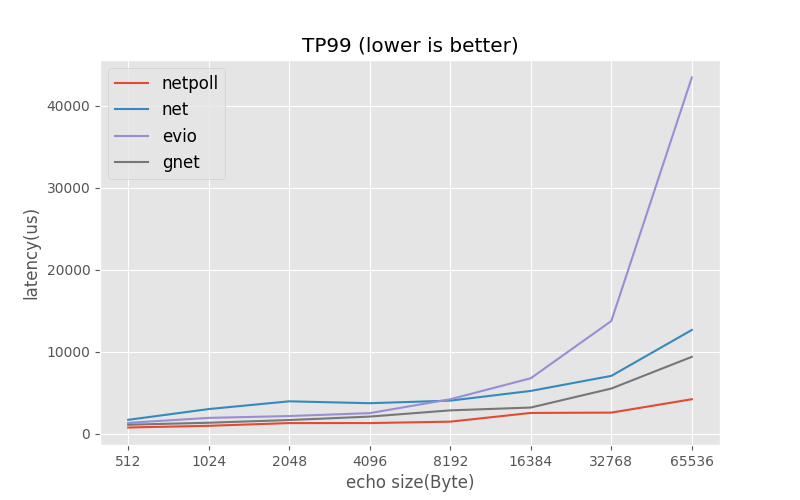 TP99 (lower is better)
netpoll
net
evio
gnet
latency(us)
40000
30000
20000
10000
0
512 1024 2048 4096 8192 16384 32768 65536
echo size(Byte)